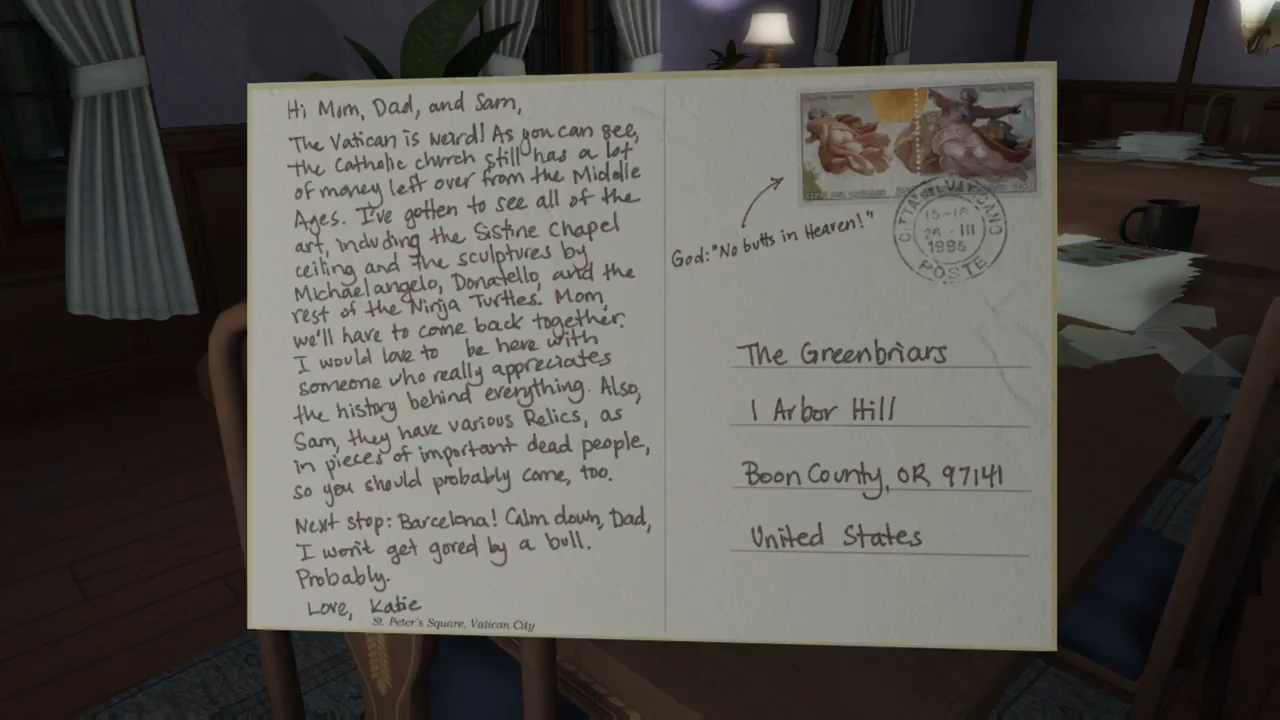 Hi Mom, Dad, and Sam,
The Vatican is weird! As you can see,
the Catholic church still has a lot
of money left over from the Middle
Ages. I've gotten to see all of the
art, including the Sistine Chapel
ceiling and the sculptures by
Michaelangelo, Donatello, and the
rest of the Ninja Turtles. Mom,
we'll have to come back together.
I would love to be here with
someone who really appreciates
the history behind everything. Also,
Sam, they have various Relics, as
in pieces of important dead people,
so you should probably come, too.
Next stop: Barcelona! Calm down, Dad,
I won't get gored by a bull.
Probably.
Love, Katie
St. Peter's Square, Vatican City
God: "No butts in Heaven!"
CITTA DEL VATICANO
26 III
1995
POSTE
The Greenbriars
1 Arbor Hill
Boon County, OR 97141
United States